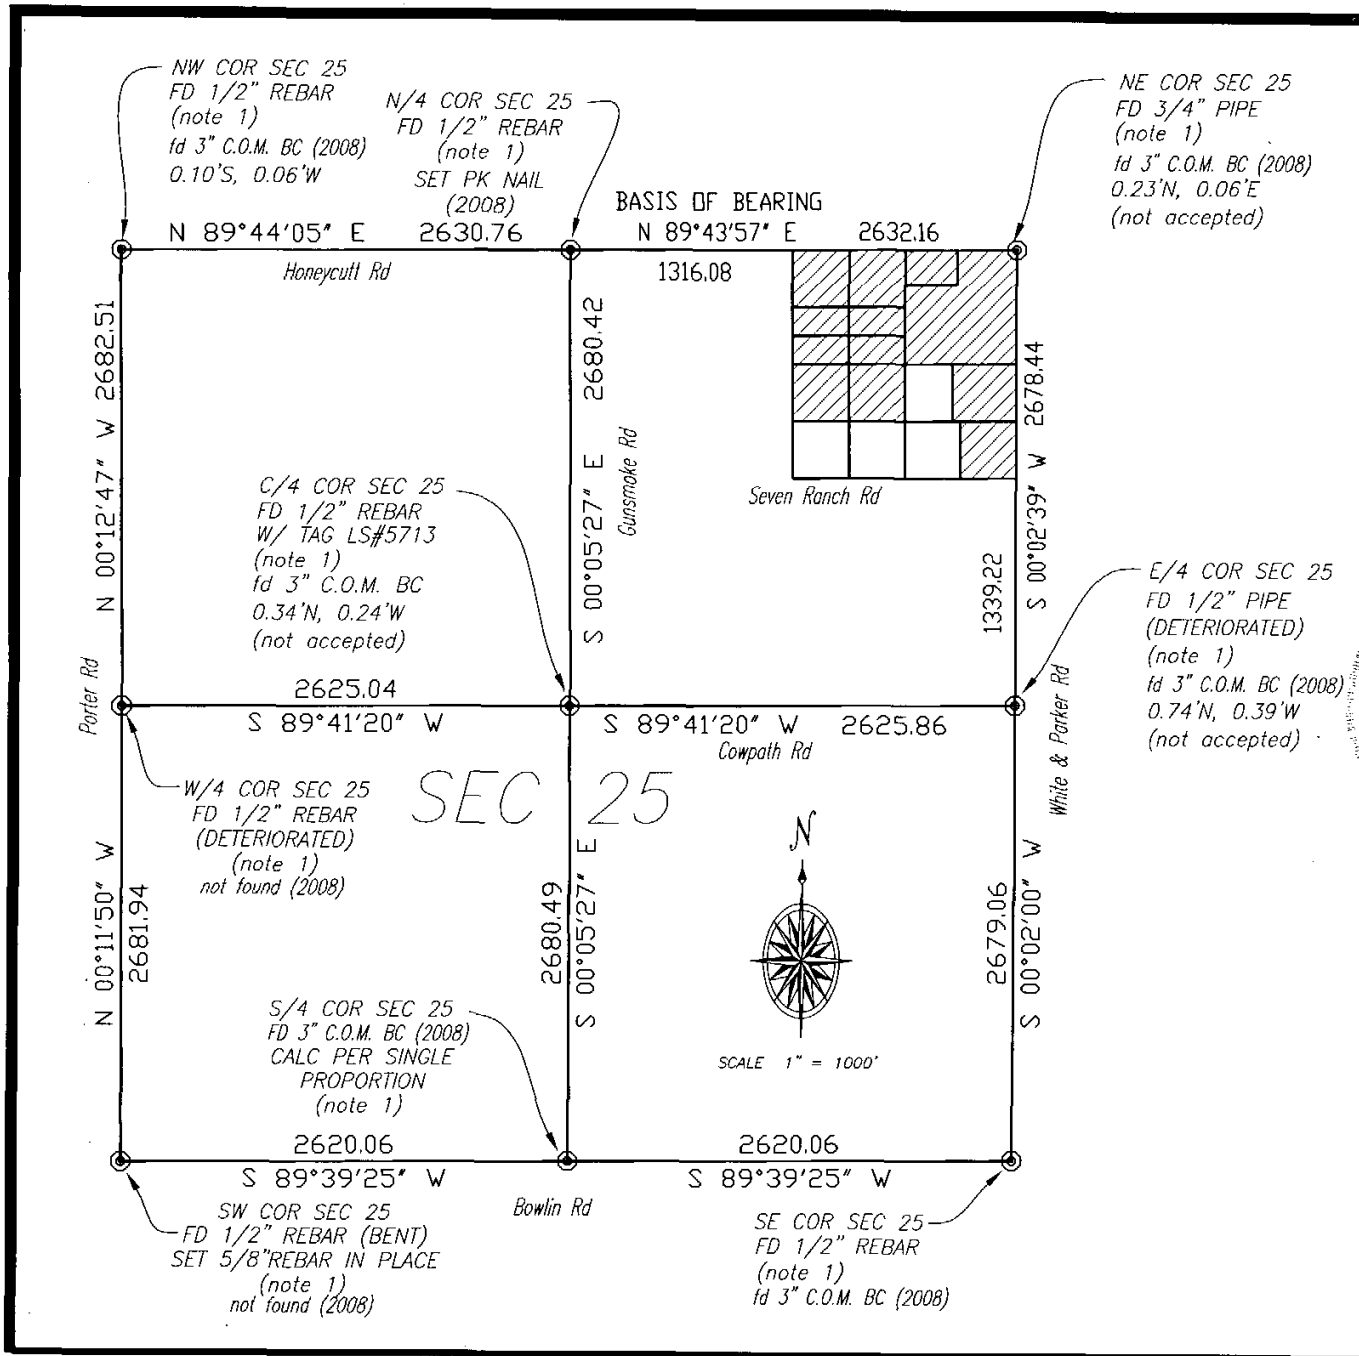 NW COR SEC 25
FD 1/2" REBAR
(note 1)
fd 3" C.O.M. BC (2008)
0.10'S, 0.06'W
N/4 COR SEC 25
FD 1/2" REBAR
(note 1)
SET PK NAIL
(2008)
NE COR SEC 25
FD 3/4" PIPE
(note 1)
fd 3" C.O.M. BC (2008)
0.23'N, 0.06'E
(not accepted)
BASIS OF BEARING
N 89°44'05" E 2630.76
N 89°43'57" E 2632.16
Honeycutt Rd
1316.08
N 00°12'47" W 2682.51
S 00°05'27" E 2680.42
Gunsmoke Rd
S 00°02'39" W 2678.44
1339.22
Seven Ranch Rd
C/4 COR SEC 25
FD 1/2" REBAR
W/ TAG LS#5713
(note 1)
fd 3" C.O.M. BC
0.34'N, 0.24'W
(not accepted)
E/4 COR SEC 25
FD 1/2" PIPE
(DETERIORATED)
(note 1)
fd 3" C.O.M. BC (2008)
0.74'N, 0.39'W
(not accepted)
Porter Rd
White & Parker Rd
2625.04
S 89°41'20" W
S 89°41'20" W 2625.86
Cowpath Rd
SEC 25
W/4 COR SEC 25
FD 1/2" REBAR
(DETERIORATED)
(note 1)
not found (2008)
N
N 00°11'50" W
2681.94
2680.49
S 00°05'27" E
2679.06
S 00°02'00" W
SCALE 1" = 1000'
S/4 COR SEC 25
FD 3" C.O.M. BC (2008)
CALC PER SINGLE
PROPORTION
(note 1)
2620.06
S 89°39'25" W
2620.06
S 89°39'25" W
Bowlin Rd
SW COR SEC 25
FD 1/2" REBAR (BENT)
SET 5/8"REBAR IN PLACE
(note 1)
not found (2008)
SE COR SEC 25
FD 1/2" REBAR
(note 1)
fd 3" C.O.M. BC (2008)